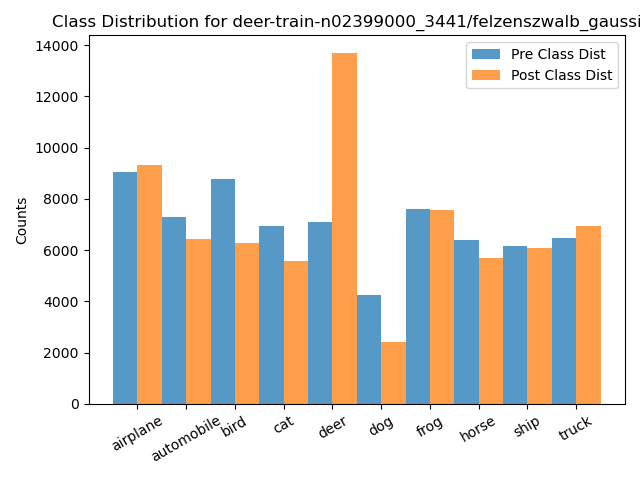 Class Distribution for deer-train-n02399000_3441/felzenszwalb_gaussi
Pre Class Dist
Post Class Dist
Counts
14000
12000
10000
8000
6000
4000
2000
0
airplane
automobile
bird
cat
deer
dog
frog
horse
ship
truck